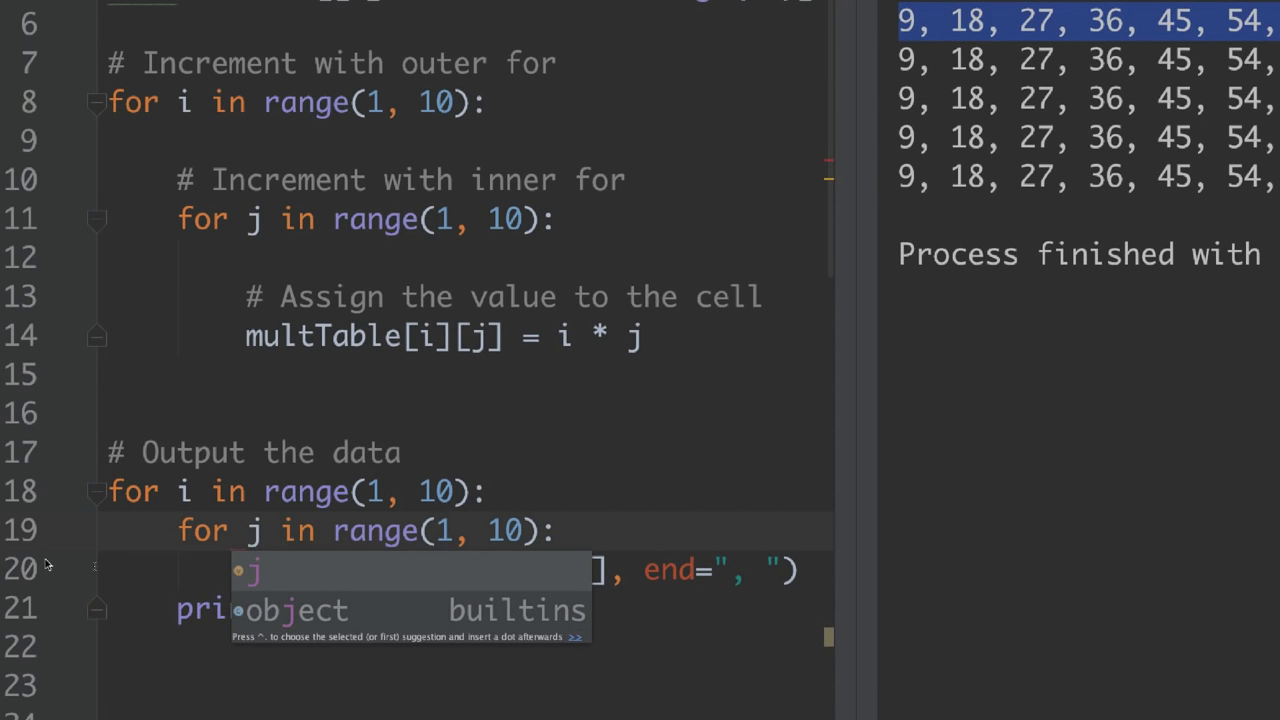 6
7 # Increment with outer for
8 for i in range(1, 10):
9
10 # Increment with inner for
11 for j in range(1, 10):
12
13 # Assign the value to the cell
14 multTable[i][j] = i * j
15
16
17 # Output the data
18 for i in range(1, 10):
19 for j in range(1, 10):
20 ], end=", ")
j
21 pri
object builtins
Press ^. to choose the selected (or first) suggestion and insert a dot afterwards >>
22
23
9, 18, 27, 36, 45, 54,
9, 18, 27, 36, 45, 54,
9, 18, 27, 36, 45, 54,
9, 18, 27, 36, 45, 54,
9, 18, 27, 36, 45, 54,
Process finished with